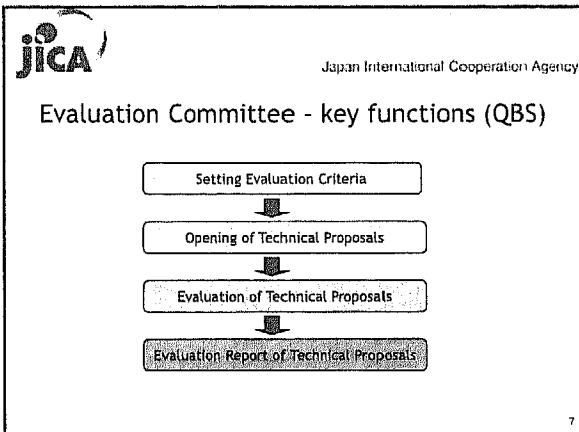 jICA
Japan International Cooperation Agency
Evaluation Committee - key functions (QBS)
Setting Evaluation Criteria
Opening of Technical Proposals
Evaluation of Technical Proposals
Evaluation Report of Technical Proposals
7